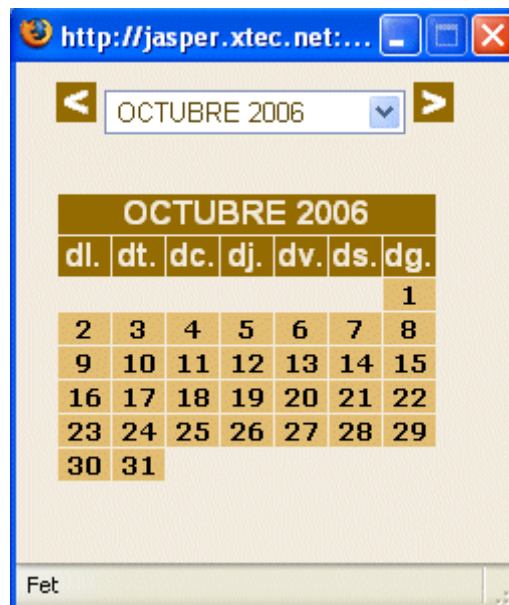 http://jasper.xtec.net:...
< OCTUBRE 2006 >
OCTUBRE 2006
dl. dt. dc. dj. dv. ds. dg.
1
2 3 4 5 6 7 8
9 10 11 12 13 14 15
16 17 18 19 20 21 22
23 24 25 26 27 28 29
30 31
Fet